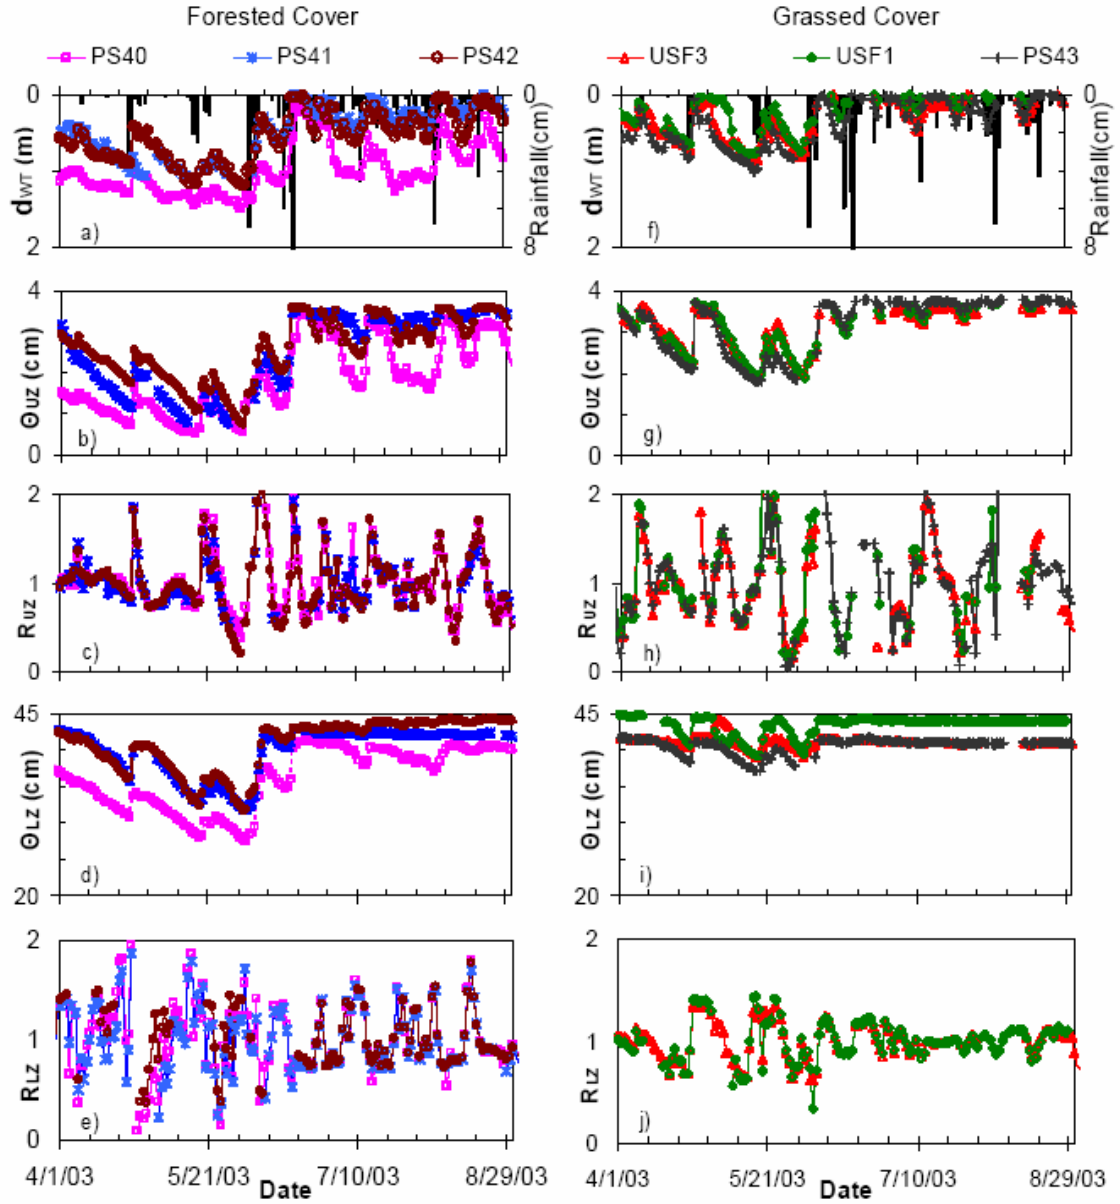 Forested Cover Grassed Cover
PS40 PS41 PS42 USF3 USF1 PS43
0 0 0 0
dWT (m) Rainfall(cm) dWT (m) Rainfall(cm)
a) f)
2 8 2 8
4 4
ΘUZ (cm) ΘUZ (cm)
b) g)
0 0
2 2
1 1
RUZ RUZ
c) h)
0 0
45 45
ΘLZ (cm) ΘLZ (cm)
d) i)
20 20
2 2
1 1
RLZ RLZ
e) j)
0 0
4/1/03 5/21/03 7/10/03 8/29/03 4/1/03 5/21/03 7/10/03 8/29/03
Date Date